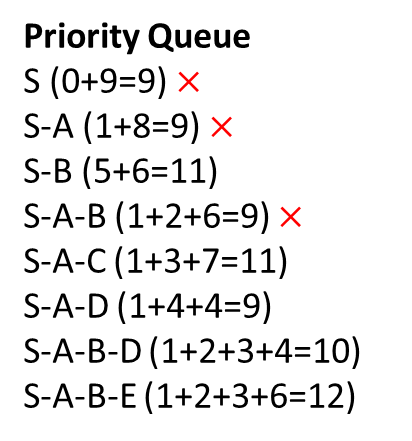 Priority Queue
S (0+9=9) ×
S-A (1+8=9) ×
S-B (5+6=11)
S-A-B (1+2+6=9) ×
S-A-C (1+3+7=11)
S-A-D (1+4+4=9)
S-A-B-D (1+2+3+4=10)
S-A-B-E (1+2+3+6=12)